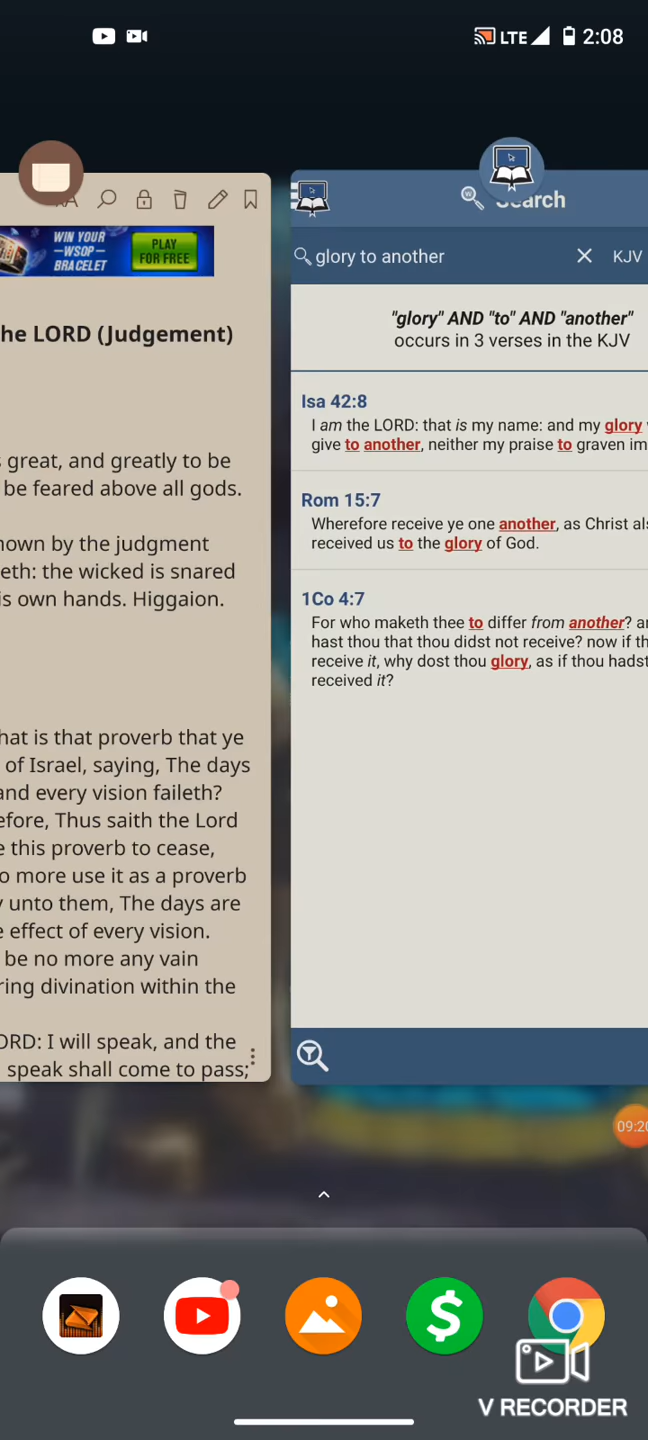 LTE 2:08
AA
WIN YOUR
WSOP
BRACELET
PLAY
FOR FREE
he LORD (Judgement)
s great, and greatly to be
be feared above all gods.
nown by the judgment
eth: the wicked is snared
is own hands. Higgaion.
hat is that proverb that ye
of Israel, saying, The days
and every vision faileth?
efore, Thus saith the Lord
e this proverb to cease,
o more use it as a proverb
y unto them, The days are
e effect of every vision.
be no more any vain
ring divination within the
ORD: I will speak, and the
speak shall come to pass;
Search
glory to another
KJV
"glory" AND "to" AND "another"
occurs in 3 verses in the KJV
Isa 42:8
I am the LORD: that is my name: and my glory
give to another, neither my praise to graven im
Rom 15:7
Wherefore receive ye one another, as Christ als
received us to the glory of God.
1Co 4:7
For who maketh thee to differ from another? a
hast thou that thou didst not receive? now if th
receive it, why dost thou glory, as if thou hadst
received it?
09:20
V RECORDER